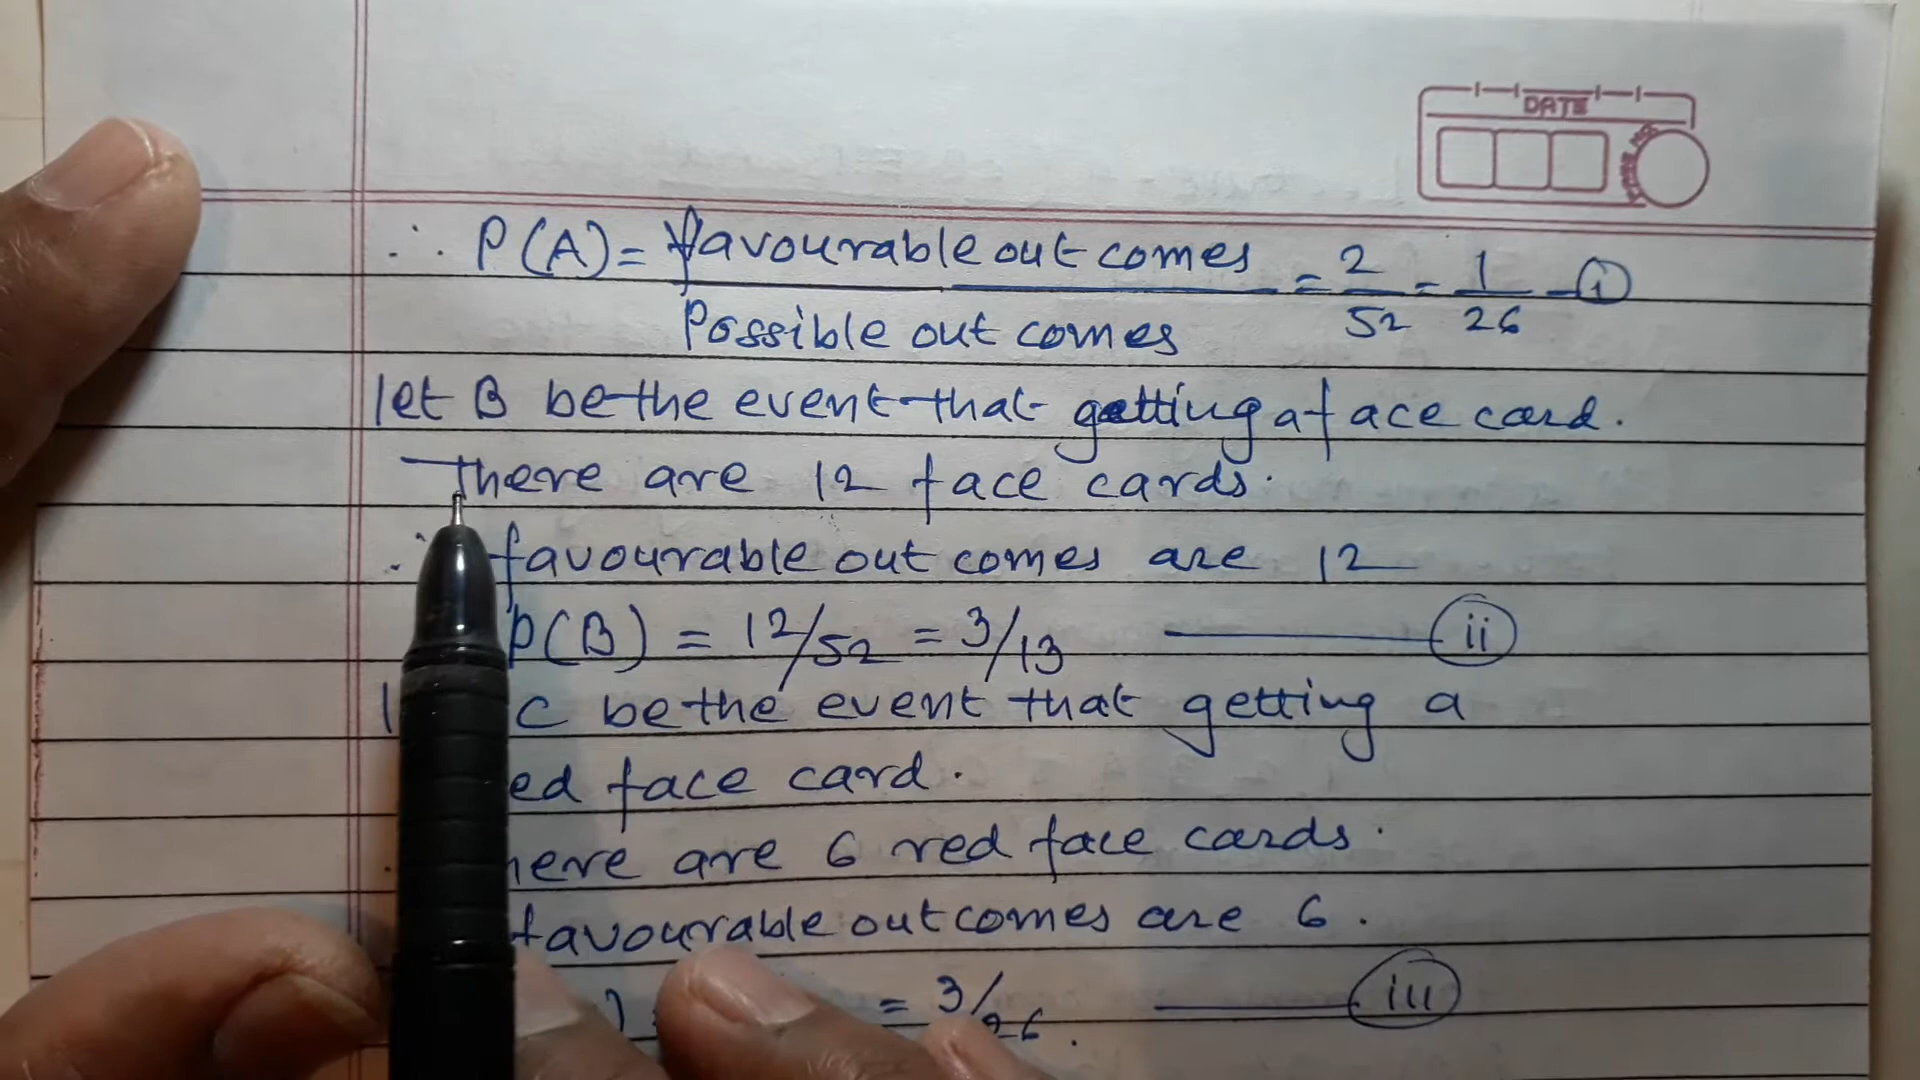 DATE
∴ P(A) = favourable out comes = 2/52 = 1/26 - (i)
Possible out comes
let B be the event that getting a face card.
There are 12 face cards.
∴ favourable out comes are 12
P(B) = 12/52 = 3/13 (ii)
C be the event that getting a
ed face card.
here are 6 red face cards.
favourable out comes are 6.
) = 3/26. (iii)